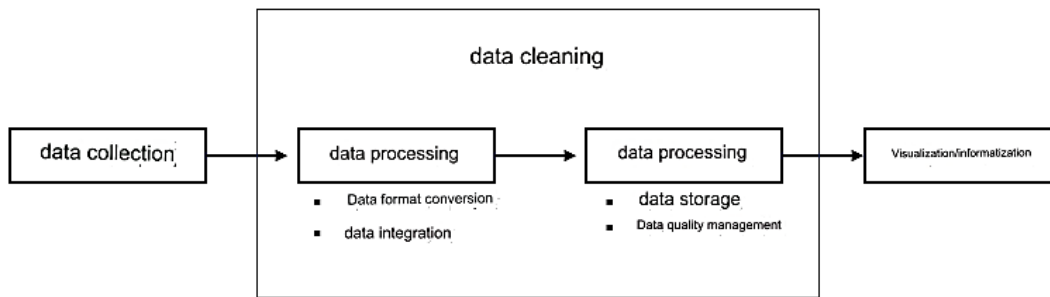 data cleaning
data collection
data processing
data processing
Visualization/informatization
Data format conversion
data integration
data storage
Data quality management